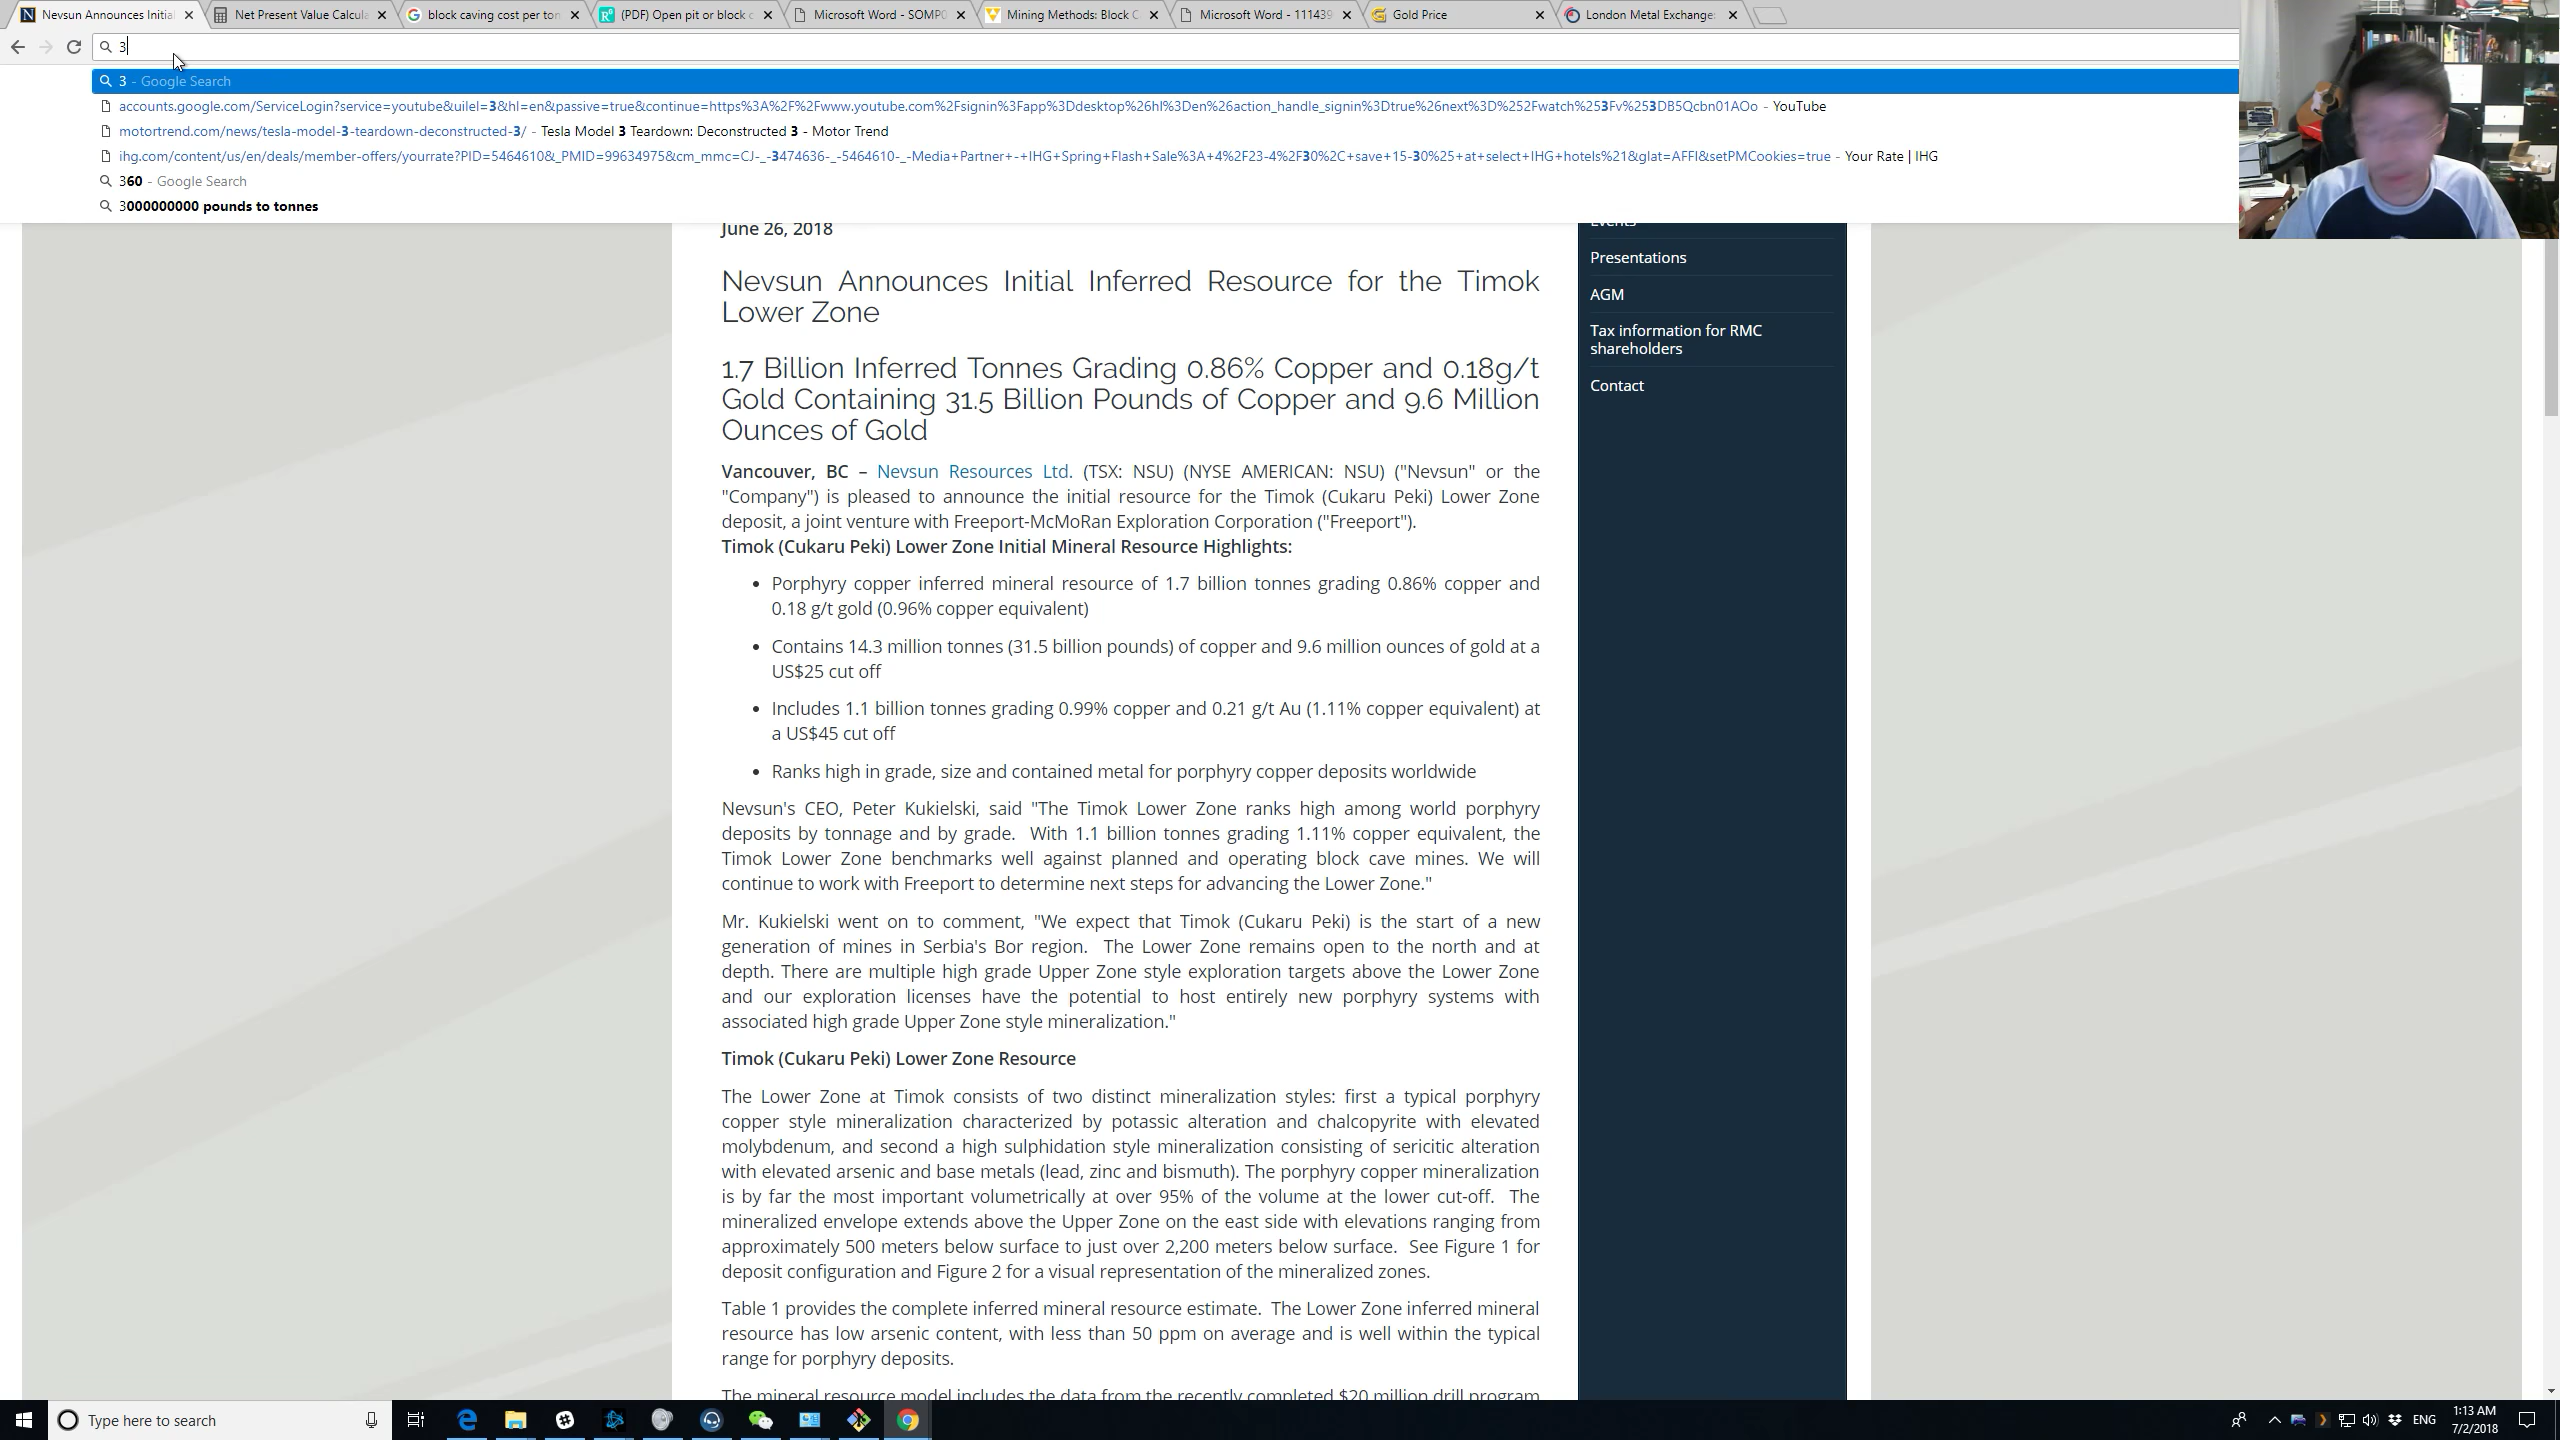 Nevsun Announces Initia
Net Present Value Calcula
block caving cost per ton
(PDF) Open pit or block c
Microsoft Word - SOMP
Mining Methods: Block C
Microsoft Word - 111439
Gold Price
London Metal Exchange:
3
3 - Google Search
accounts.google.com/ServiceLogin?service=youtube&uilel=3&hl=en&passive=true&continue=https%3A%2F%2Fwww.youtube.com%2Fsignin%3Fapp%3Ddesktop%26hl%3Den%26action_handle_signin%3Dtrue%26next%3D%252Fwatch%253Fv%253DB5Qcbn01AOo - YouTube
motortrend.com/news/tesla-model-3-teardown-deconstructed-3/ - Tesla Model 3 Teardown: Deconstructed 3 - Motor Trend
ihg.com/content/us/en/deals/member-offers/yourrate?PID=5464610&_PMID=99634975&cm_mmc=CJ-_-3474636-_-5464610-_-Media+Partner+-+IHG+Spring+Flash+Sale%3A+4%2F23-4%2F30%2C+save+15-30%25+at+select+IHG+hotels%21&glat=AFFI&setPMCookies=true - Your Rate | IHG
360 - Google Search
3000000000 pounds to tonnes
June 26, 2018
Nevsun Announces Initial Inferred Resource for the Timok
Lower Zone
1.7 Billion Inferred Tonnes Grading 0.86% Copper and 0.18g/t
Gold Containing 31.5 Billion Pounds of Copper and 9.6 Million
Ounces of Gold
Vancouver, BC – Nevsun Resources Ltd. (TSX: NSU) (NYSE AMERICAN: NSU) ("Nevsun" or the
"Company") is pleased to announce the initial resource for the Timok (Cukaru Peki) Lower Zone
deposit, a joint venture with Freeport-McMoRan Exploration Corporation ("Freeport").
Timok (Cukaru Peki) Lower Zone Initial Mineral Resource Highlights:
• Porphyry copper inferred mineral resource of 1.7 billion tonnes grading 0.86% copper and
0.18 g/t gold (0.96% copper equivalent)
• Contains 14.3 million tonnes (31.5 billion pounds) of copper and 9.6 million ounces of gold at a
US$25 cut off
• Includes 1.1 billion tonnes grading 0.99% copper and 0.21 g/t Au (1.11% copper equivalent) at
a US$45 cut off
• Ranks high in grade, size and contained metal for porphyry copper deposits worldwide
Nevsun's CEO, Peter Kukielski, said "The Timok Lower Zone ranks high among world porphyry
deposits by tonnage and by grade. With 1.1 billion tonnes grading 1.11% copper equivalent, the
Timok Lower Zone benchmarks well against planned and operating block cave mines. We will
continue to work with Freeport to determine next steps for advancing the Lower Zone."
Mr. Kukielski went on to comment, "We expect that Timok (Cukaru Peki) is the start of a new
generation of mines in Serbia's Bor region. The Lower Zone remains open to the north and at
depth. There are multiple high grade Upper Zone style exploration targets above the Lower Zone
and our exploration licenses have the potential to host entirely new porphyry systems with
associated high grade Upper Zone style mineralization."
Timok (Cukaru Peki) Lower Zone Resource
The Lower Zone at Timok consists of two distinct mineralization styles: first a typical porphyry
copper style mineralization characterized by potassic alteration and chalcopyrite with elevated
molybdenum, and second a high sulphidation style mineralization consisting of sericitic alteration
with elevated arsenic and base metals (lead, zinc and bismuth). The porphyry copper mineralization
is by far the most important volumetrically at over 95% of the volume at the lower cut-off. The
mineralized envelope extends above the Upper Zone on the east side with elevations ranging from
approximately 500 meters below surface to just over 2,200 meters below surface. See Figure 1 for
deposit configuration and Figure 2 for a visual representation of the mineralized zones.
Table 1 provides the complete inferred mineral resource estimate. The Lower Zone inferred mineral
resource has low arsenic content, with less than 50 ppm on average and is well within the typical
range for porphyry deposits.
The mineral resource model includes the data from the recently completed $20 million drill program
Events
Presentations
AGM
Tax information for RMC
shareholders
Contact
Type here to search
ENG
1:13 AM
7/2/2018